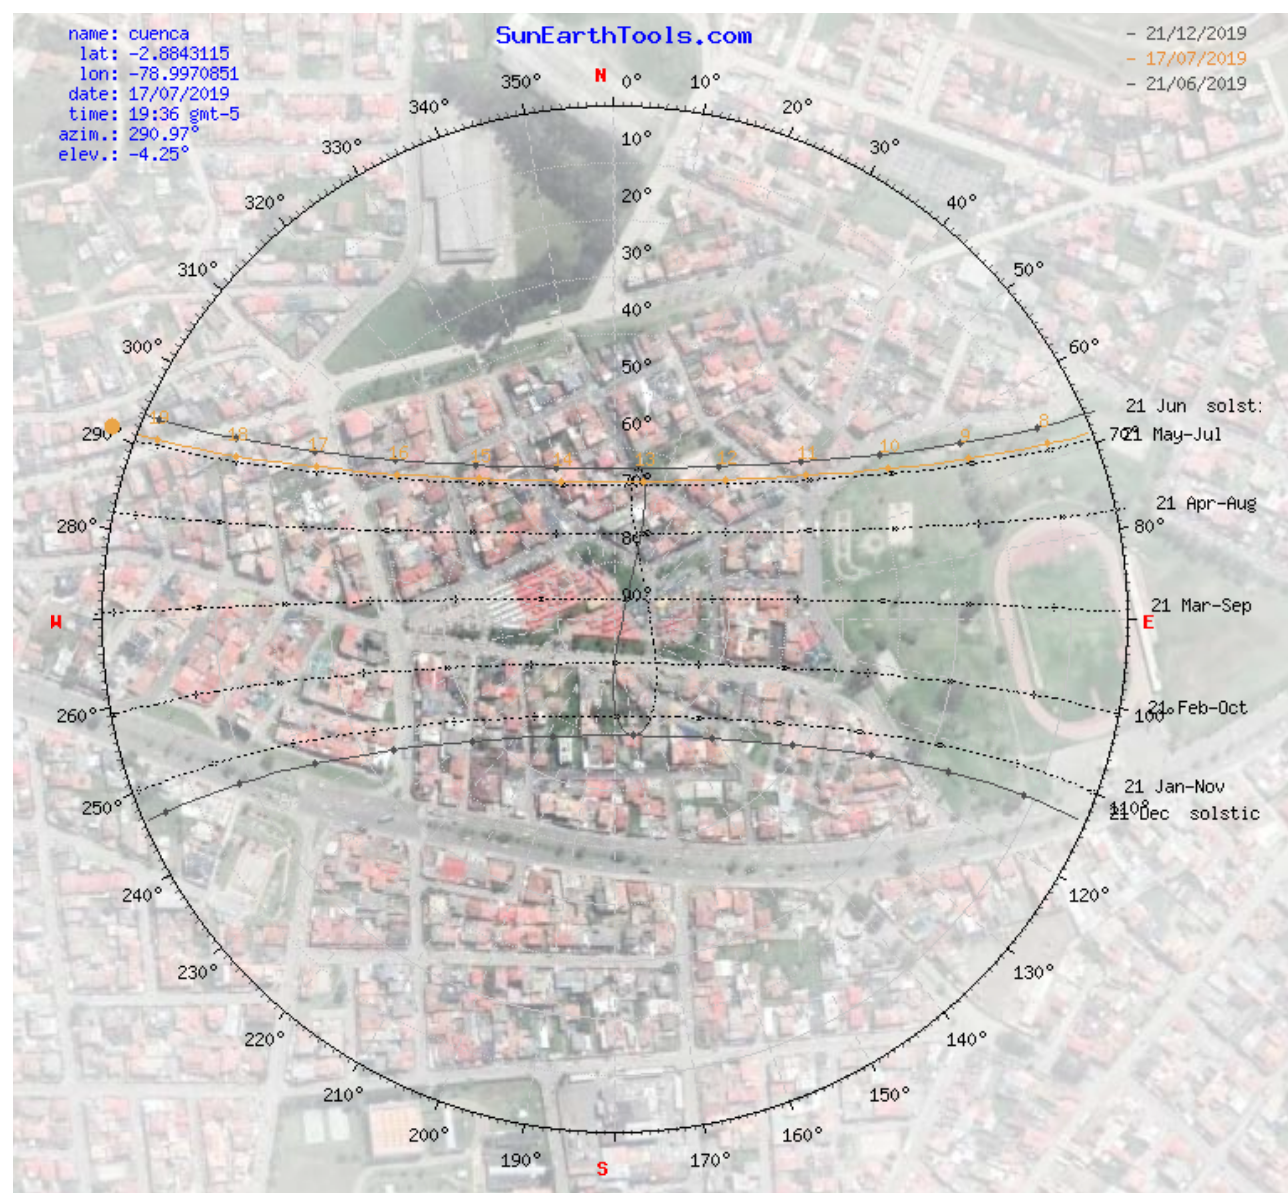 name: cuenca
lat: -2.8843115
lon: -78.9970851
date: 17/07/2019
time: 19:36 gmt-5
azim.: 290.97°
elev.: -4.25°
SunEarthTools.com
- 21/12/2019
- 17/07/2019
- 21/06/2019
N
350° 0° 10°
340° 20°
10°
330° 30°
20°
320° 40°
30°
310° 50°
40°
300° 60°
50°
21 Jun solst:
19 60° 8
290° 70° 21 May-Jul
18 17 16 15 14 13 12 11 10 9
70°
21 Apr-Aug
280° 80° 80°
90°
21 Mar-Sep
W E
21 Feb-Oct
260° 100°
21 Jan-Nov
250° 110°
21 Dec solstic
240° 120°
230° 130°
220° 140°
210° 150°
200° 160°
190° 170°
S